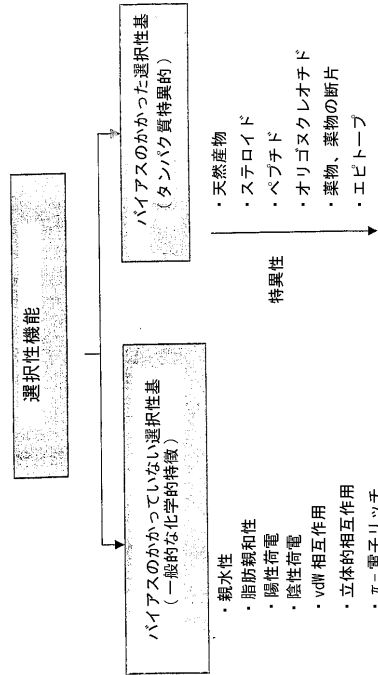 選択性機能
バイアスのかかっていない選択性基
(一般的な化学的特徴)
・親水性
・脂肪親和性
・陽性荷電
・陰性荷電
・vdW相互作用
・立体的相互作用
・π-電子リッチ
バイアスのかかった選択性基
(タンパク質特異的)
・天然産物
・ステロイド
・ペプチド
・オリゴヌクレオチド
・薬物、薬物の断片
・エピトープ
特異性